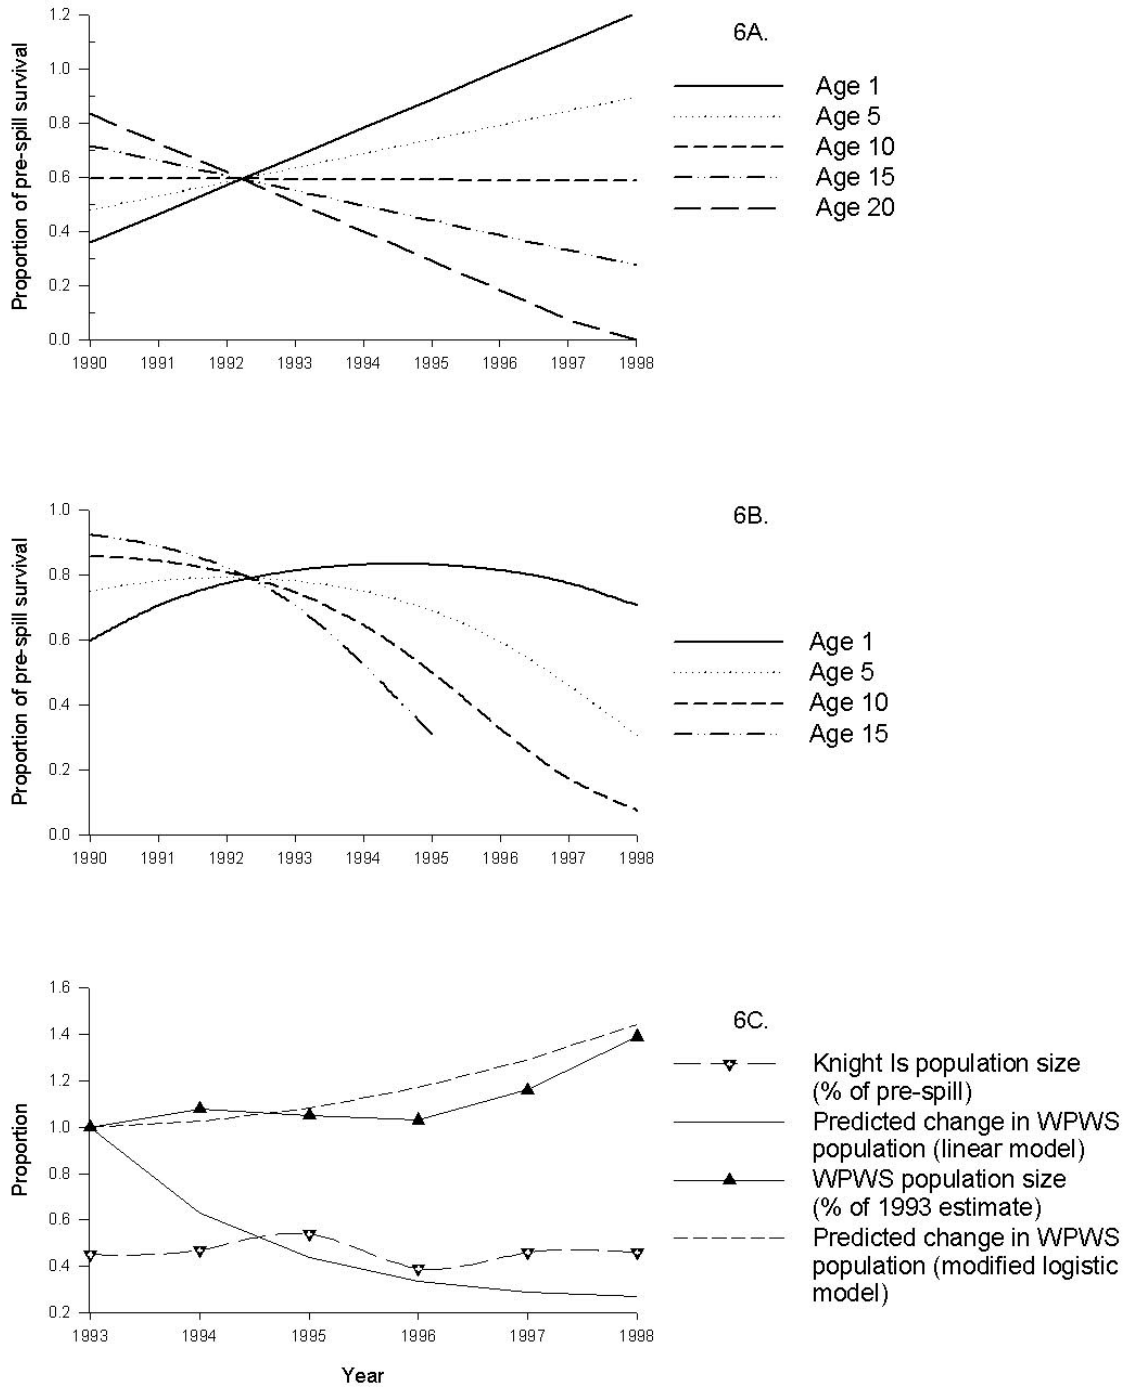 6A.
Proportion of pre-spill survival
1.2
1.0
0.8
0.6
0.4
0.2
0.0
1990 1991 1992 1993 1994 1995 1996 1997 1998
Age 1
Age 5
Age 10
Age 15
Age 20
6B.
Proportion of pre-spill survival
1.0
0.8
0.6
0.4
0.2
0.0
1990 1991 1992 1993 1994 1995 1996 1997 1998
Age 1
Age 5
Age 10
Age 15
6C.
Proportion
1.6
1.4
1.2
1.0
0.8
0.6
0.4
0.2
1993 1994 1995 1996 1997 1998
Year
Knight Is population size
(% of pre-spill)
Predicted change in WPWS
population (linear model)
WPWS population size
(% of 1993 estimate)
Predicted change in WPWS
population (modified logistic
model)